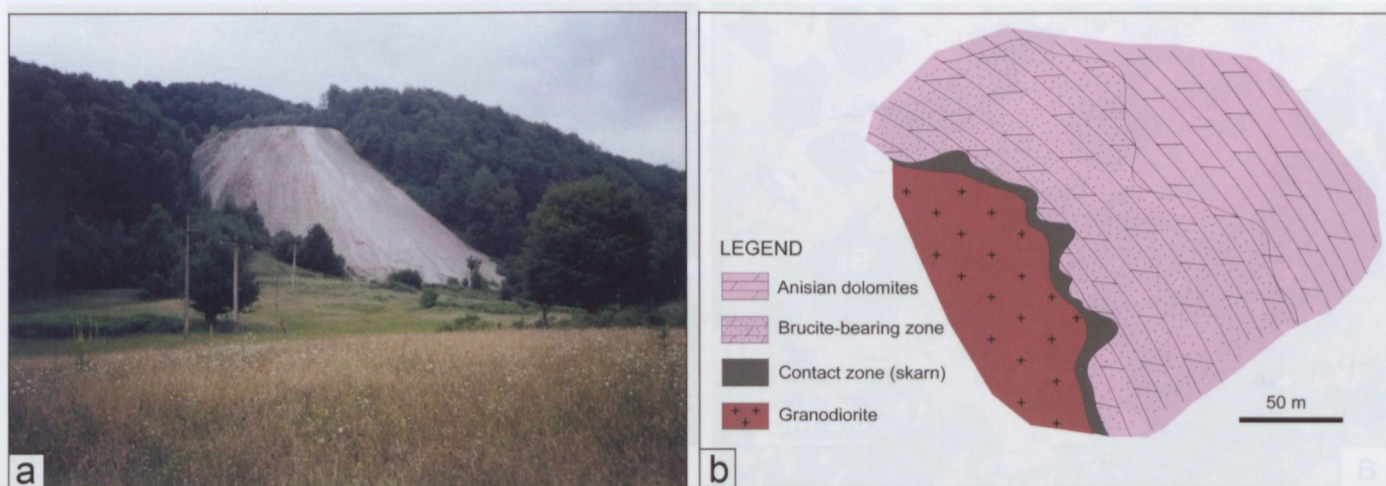 a
b
LEGEND
Anisian dolomites
Brucite-bearing zone
Contact zone (skarn)
Granodiorite
50 m